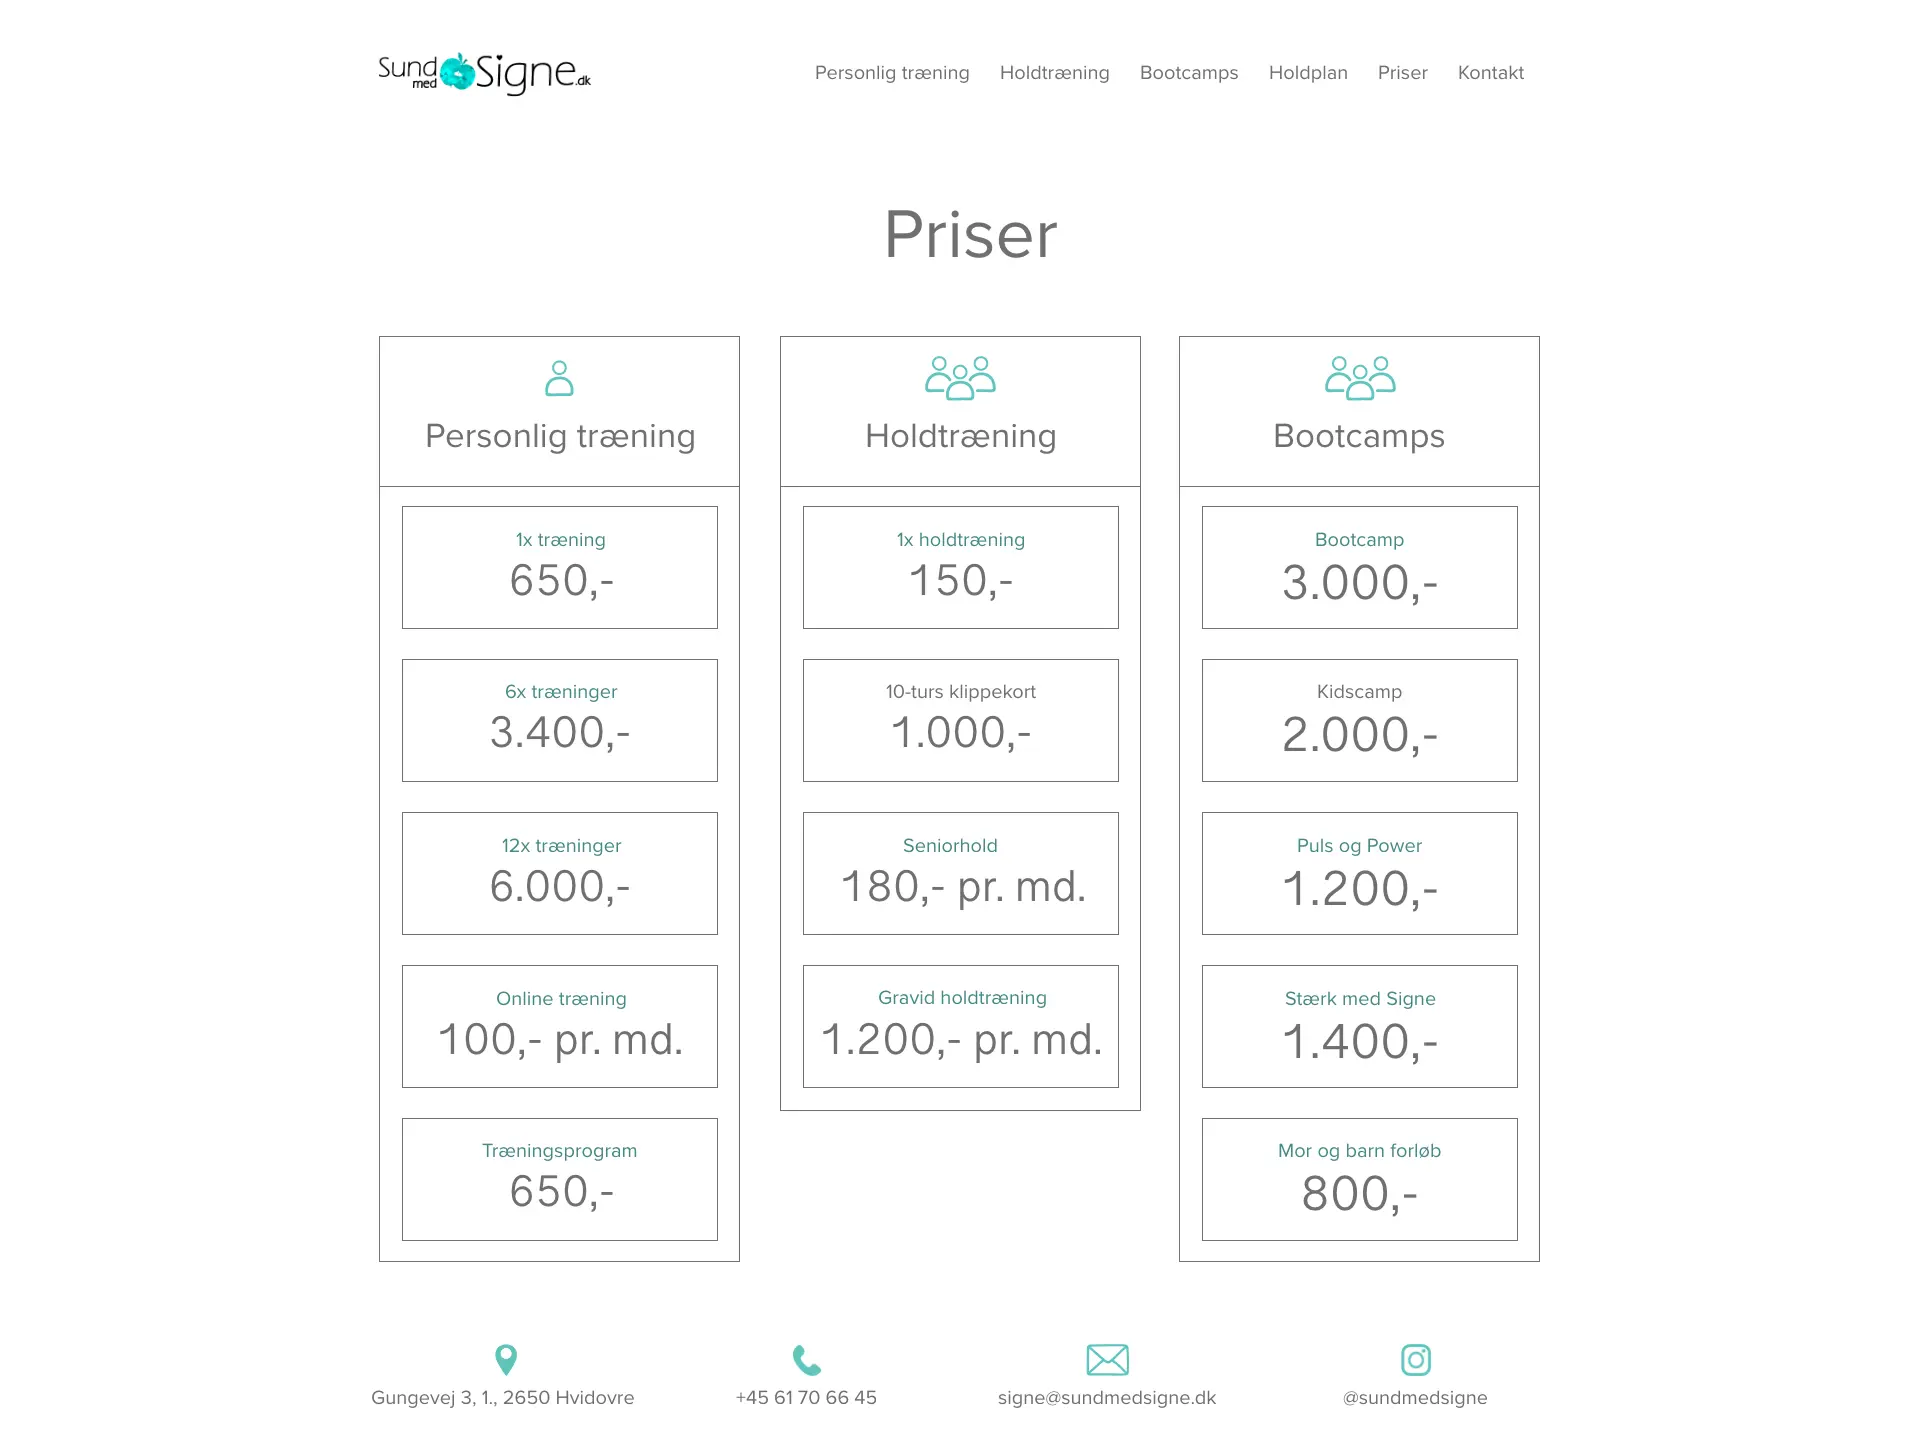 Sund med Signe.dk
Personlig træning Holdtræning Bootcamps Holdplan Priser Kontakt
Priser
Personlig træning
1x træning
650,-
6x træninger
3.400,-
12x træninger
6.000,-
Online træning
100,- pr. md.
Træningsprogram
650,-
Holdtræning
1x holdtræning
150,-
10-turs klippekort
1.000,-
Seniorhold
180,- pr. md.
Gravid holdtræning
1.200,- pr. md.
Bootcamps
Bootcamp
3.000,-
Kidscamp
2.000,-
Puls og Power
1.200,-
Stærk med Signe
1.400,-
Mor og barn forløb
800,-
Gungevej 3, 1., 2650 Hvidovre
+45 61 70 66 45
signe@sundmedsigne.dk
@sundmedsigne